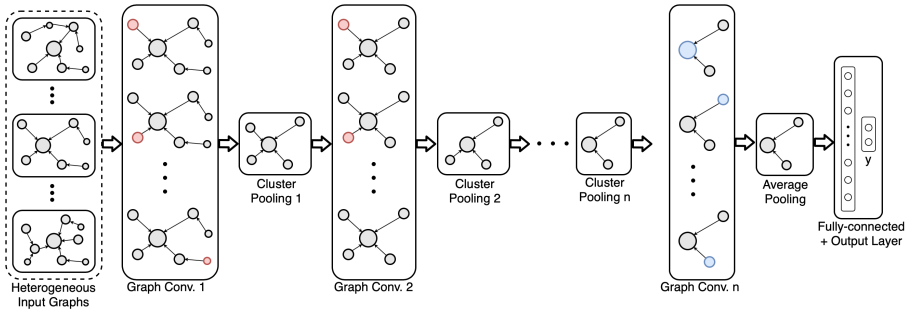 Heterogeneous
Input Graphs
Graph Conv. 1
Cluster
Pooling 1
Graph Conv. 2
Cluster
Pooling 2
Cluster
Pooling n
Graph Conv. n
Average
Pooling
y
Fully-connected
+ Output Layer